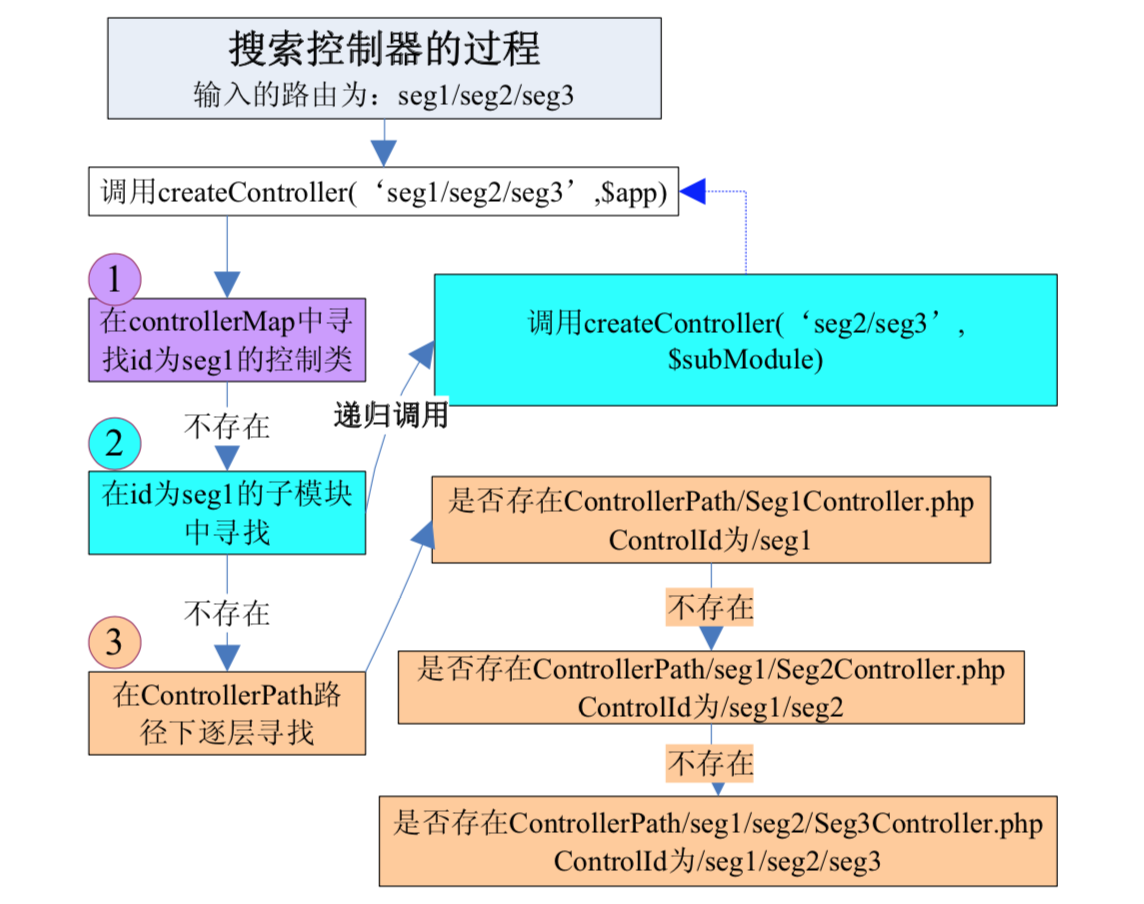 搜索控制器的过程
输入的路由为：seg1/seg2/seg3
调用createController(‘seg1/seg2/seg3’,$app)
1
在controllerMap中寻
找id为seg1的控制类
调用createController(‘seg2/seg3’,
$subModule)
不存在
递归调用
2
在id为seg1的子模块
中寻找
是否存在ControllerPath/Seg1Controller.php
ControlId为/seg1
不存在
不存在
3
在ControllerPath路
径下逐层寻找
是否存在ControllerPath/seg1/Seg2Controller.php
ControlId为/seg1/seg2
不存在
是否存在ControllerPath/seg1/seg2/Seg3Controller.php
ControlId为/seg1/seg2/seg3